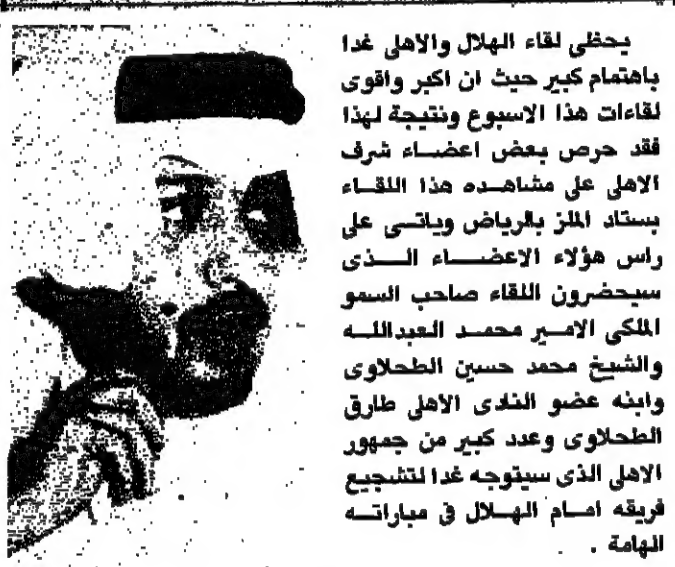 يحظى لقاء الهلال والاهلى غدا
باهتمام كبير حيث ان اكبر واقوى
لقاءات هذا الاسبوع ونتيجة لهذا
فقد حرص بعض اعضاء شرف
الاهلى على مشاهده هذا اللقاء
بستاد الملز بالرياض وياتى على
راس هؤلاء الاعضاء الذى
سيحضرون اللقاء صاحب السمو
الملكى الامير محمد العبدالله
والشيخ محمد حسين الطحلاوى
وابنه عضو النادى الاهلى طارق
الطحلاوى وعدد كبير من جمهور
الاهلى الذى سيتوجه غدا لتشجيع
فريقه امام الهلال فى مباراته
الهامة .